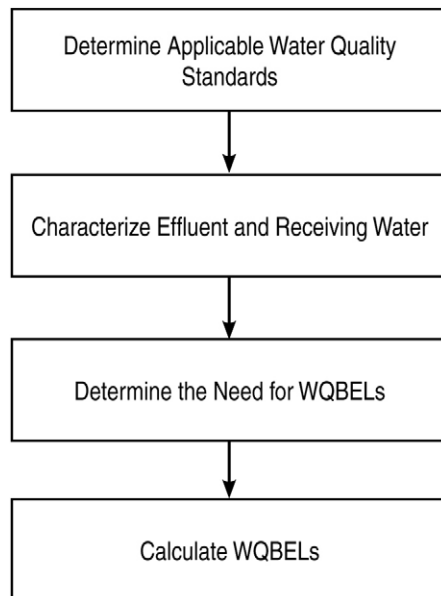 Determine Applicable Water Quality
Standards
Characterize Effluent and Receiving Water
Determine the Need for WQBELs
Calculate WQBELs